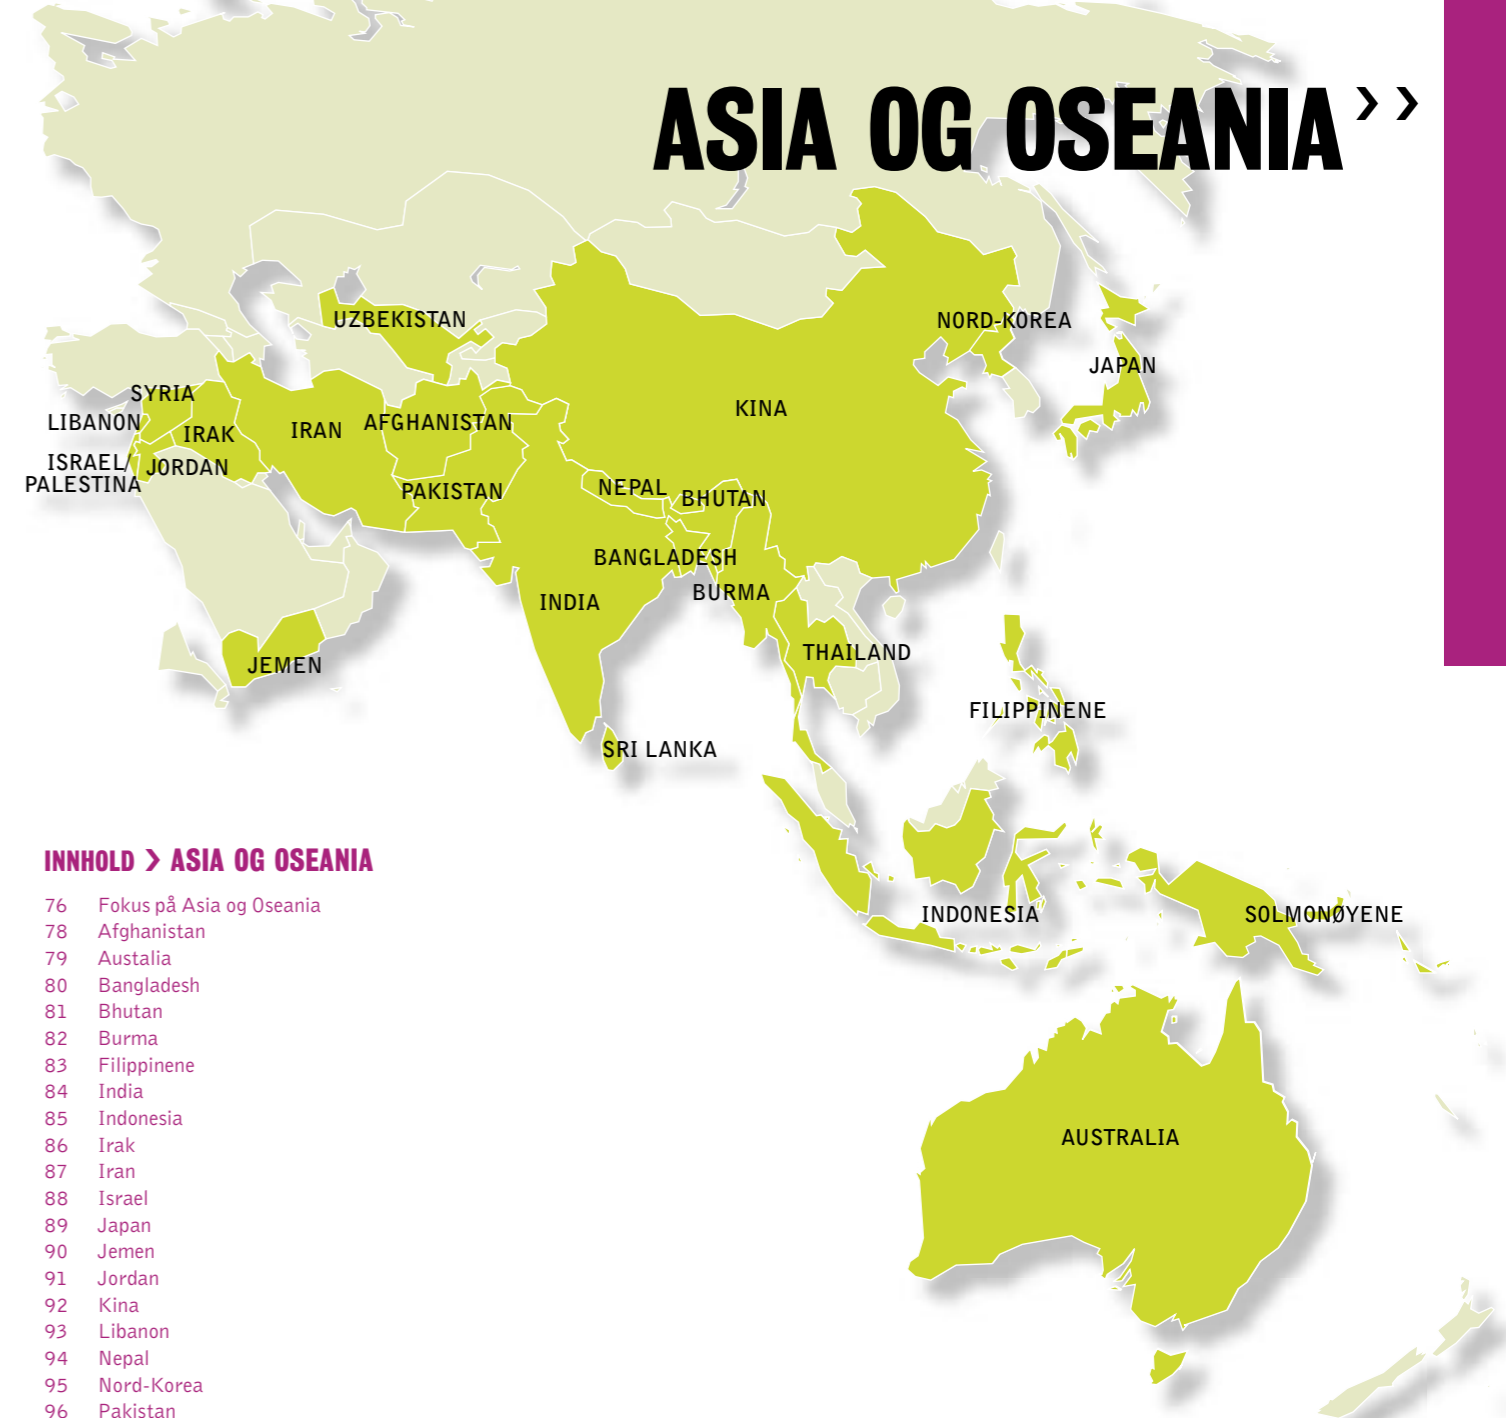 ASIA OG OSEANIA››
UZBEKISTAN
NORD-KOREA
JAPAN
SYRIA
LIBANON
IRAK
IRAN
AFGHANISTAN
KINA
ISRAEL/
PALESTINA
JORDAN
PAKISTAN
NEPAL
BHUTAN
BANGLADESH
BURMA
INDIA
THAILAND
JEMEN
FILIPPINENE
SRI LANKA
INDONESIA
SOLMONØYENE
AUSTRALIA
INNHOLD › ASIA OG OSEANIA
76 Fokus på Asia og Oseania
78 Afghanistan
79 Austalia
80 Bangladesh
81 Bhutan
82 Burma
83 Filippinene
84 India
85 Indonesia
86 Irak
87 Iran
88 Israel
89 Japan
90 Jemen
91 Jordan
92 Kina
93 Libanon
94 Nepal
95 Nord-Korea
96 Pakistan